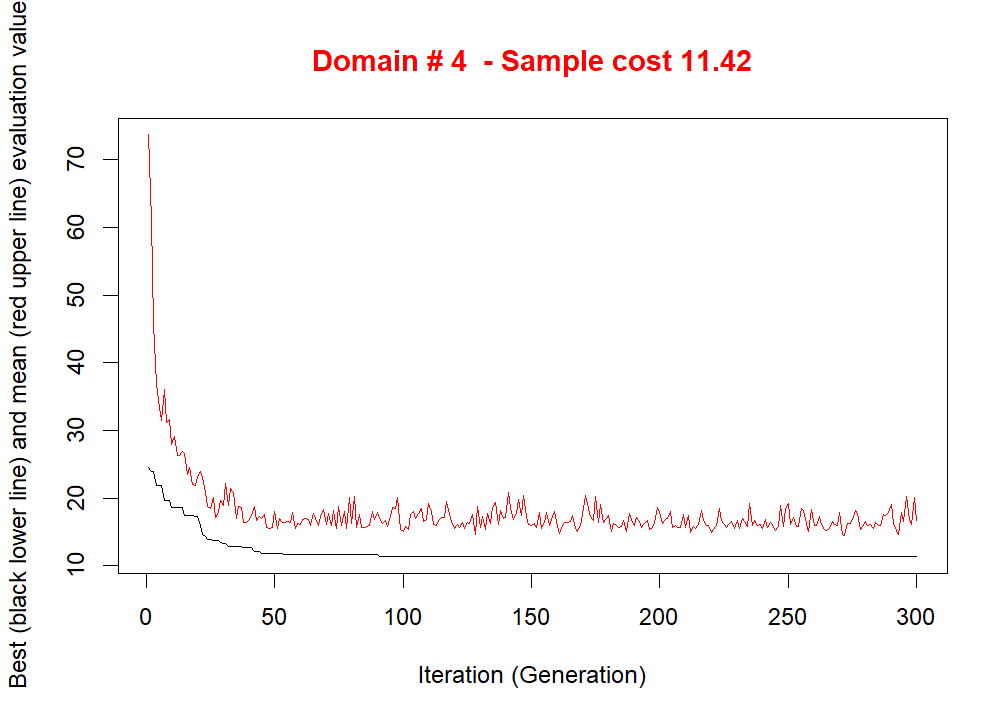 Domain # 4  - Sample cost 11.42
Best (black lower line) and mean (red upper line) evaluation value
70
60
50
40
30
20
10
0 50 100 150 200 250 300
Iteration (Generation)